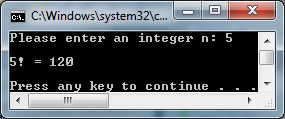 C:\Windows\system32\c...
Please enter an integer n: 5
5! = 120
Press any key to continue . . .